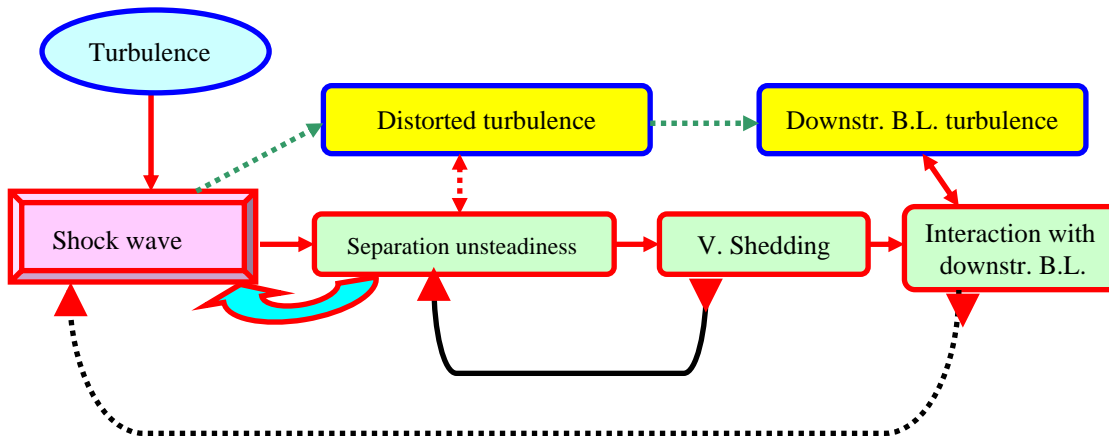 Turbulence
Distorted turbulence
Downstr. B.L. turbulence
Shock wave
Separation unsteadiness
V. Shedding
Interaction with
downstr. B.L.